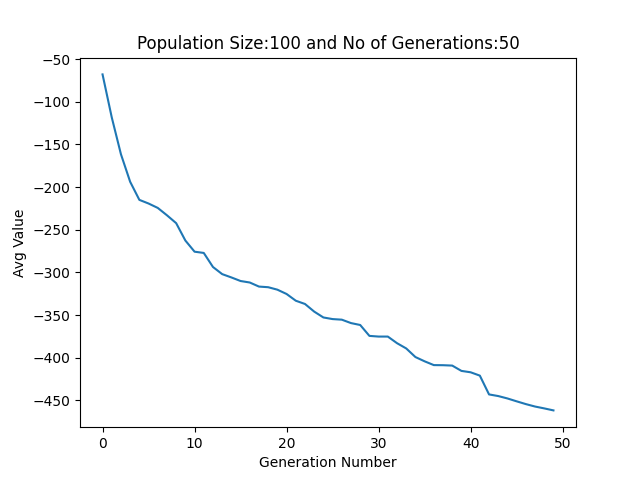 Population Size:100 and No of Generations:50
−50
−100
−150
−200
−250
−300
−350
−400
−450
Avg Value
0 10 20 30 40 50
Generation Number